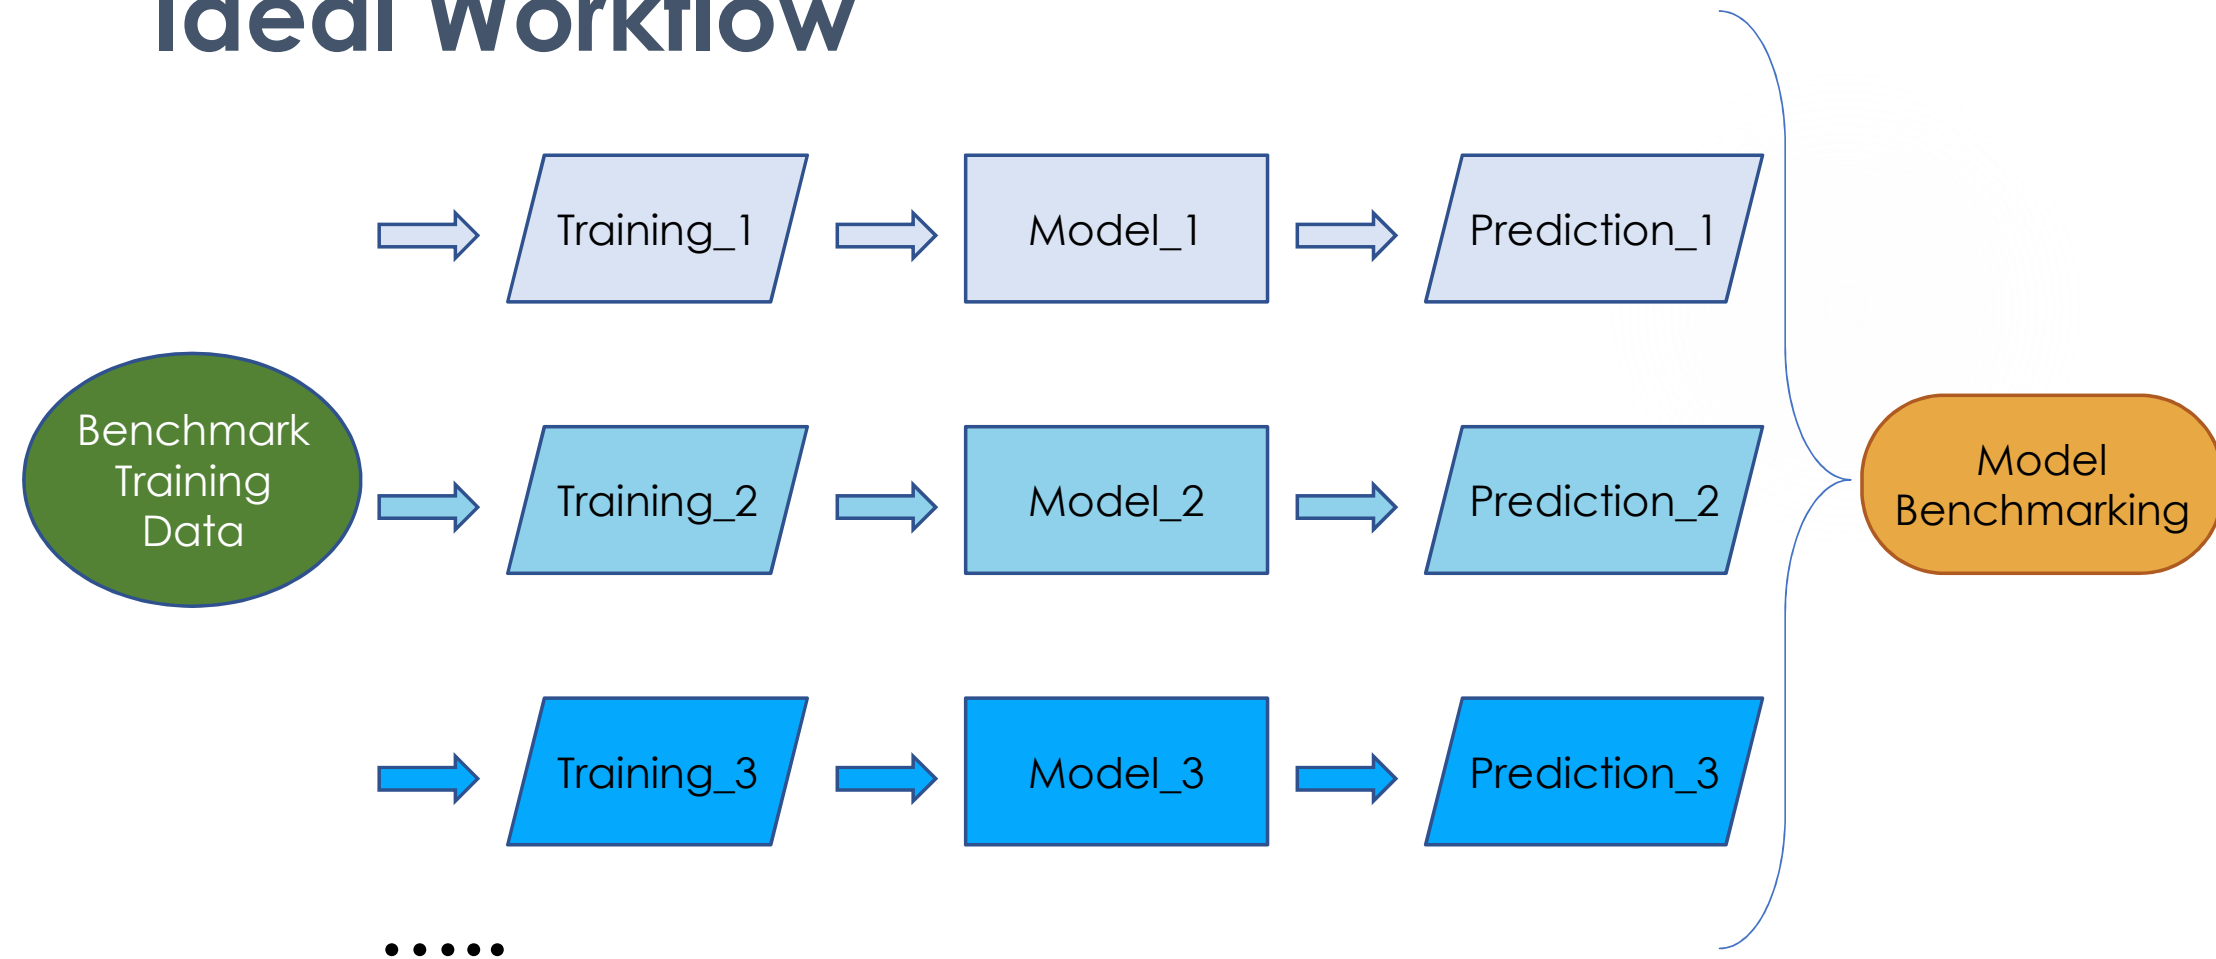 Ideal Workflow
Training_1
Model_1
Prediction_1
Benchmark
Training
Data
Training_2
Model_2
Prediction_2
Model
Benchmarking
Training_3
Model_3
Prediction_3
.....